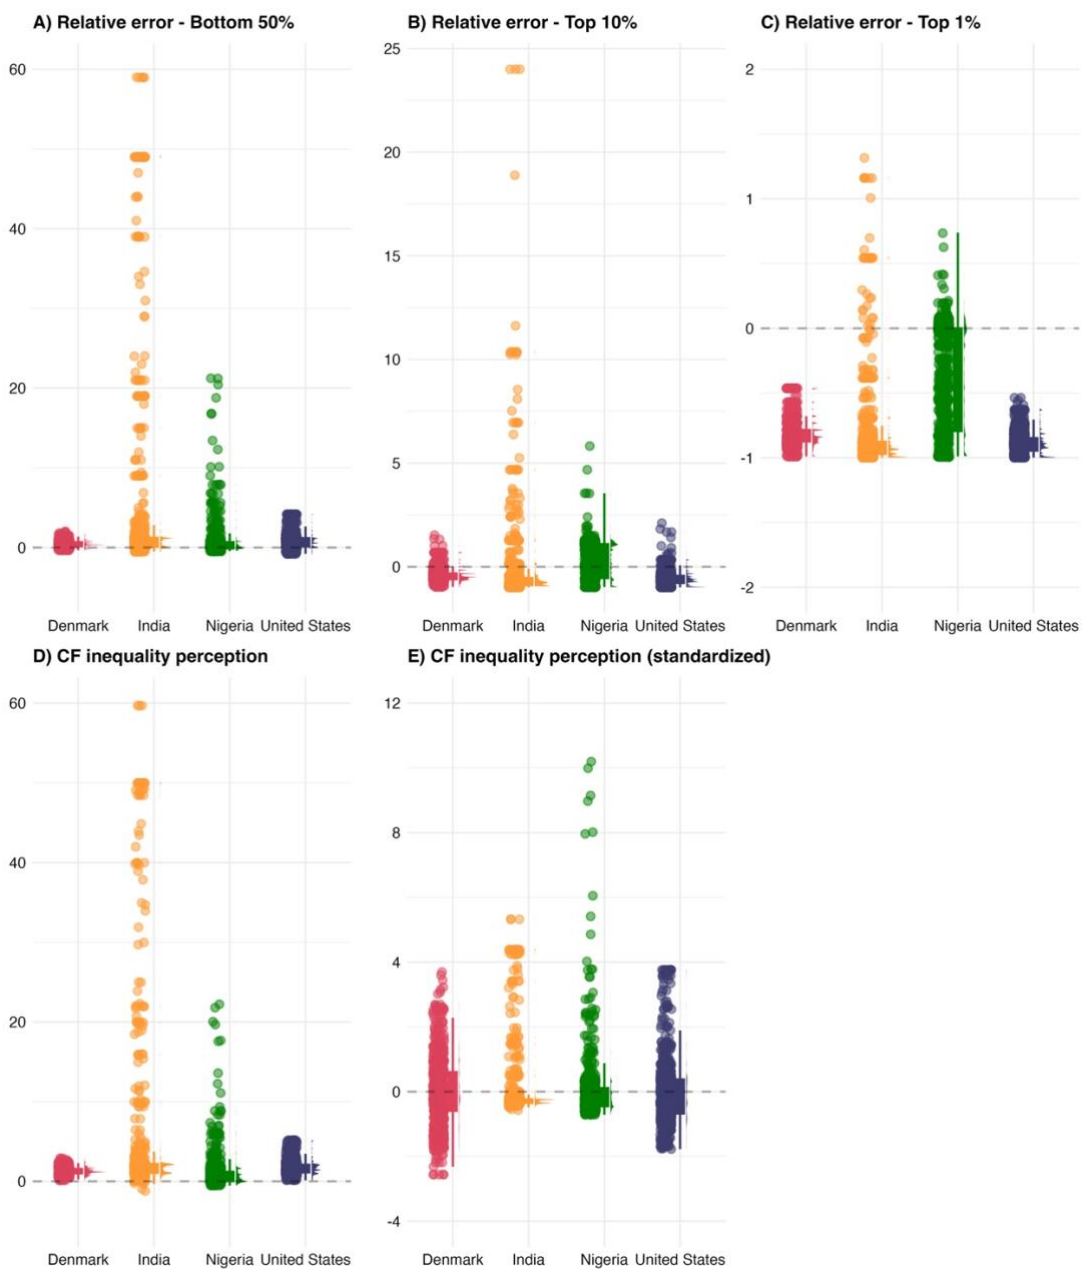 A) Relative error - Bottom 50%
60
40
20
0
Denmark India Nigeria United States
B) Relative error - Top 10%
25
20
15
10
5
0
Denmark India Nigeria United States
C) Relative error - Top 1%
2
1
0
-1
-2
Denmark India Nigeria United States
D) CF inequality perception
60
40
20
0
Denmark India Nigeria United States
E) CF inequality perception (standardized)
12
8
4
0
-4
Denmark India Nigeria United States